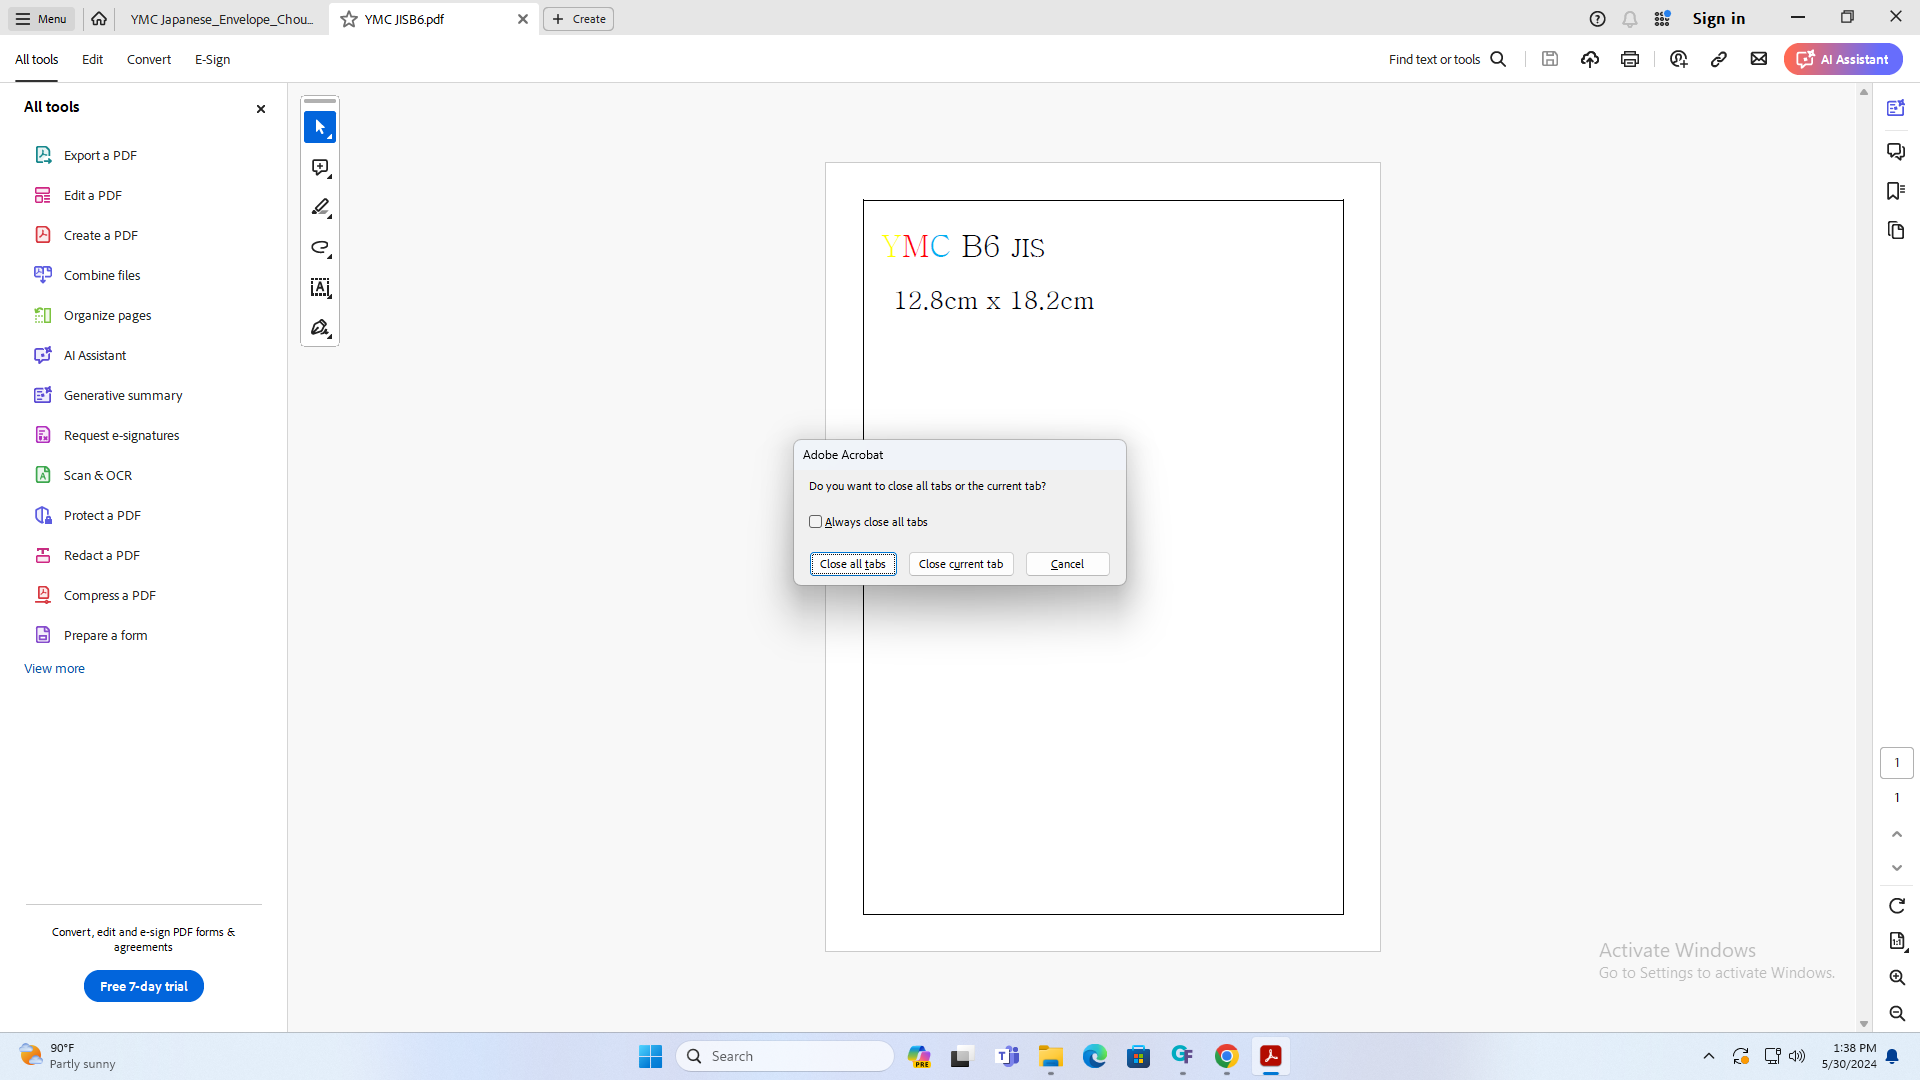 Menu
YMC Japanese_Envelope_Chou...
YMC JISB6.pdf
Create
Sign in
All tools
Edit
Convert
E-Sign
Find text or tools
AI Assistant
All tools
Export a PDF
Edit a PDF
Create a PDF
Combine files
Organize pages
AI Assistant
Generative summary
Request e-signatures
Scan & OCR
Protect a PDF
Redact a PDF
Compress a PDF
Prepare a form
View more
Convert, edit and e-sign PDF forms &
agreements
Free 7-day trial
YMC B6 JIS
12.8cm x 18.2cm
Adobe Acrobat
Do you want to close all tabs or the current tab?
Always close all tabs
Close all tabs
Close current tab
Cancel
1
1
Activate Windows
Go to Settings to activate Windows.
90°F
Partly sunny
Search
PRE
1:38 PM
5/30/2024